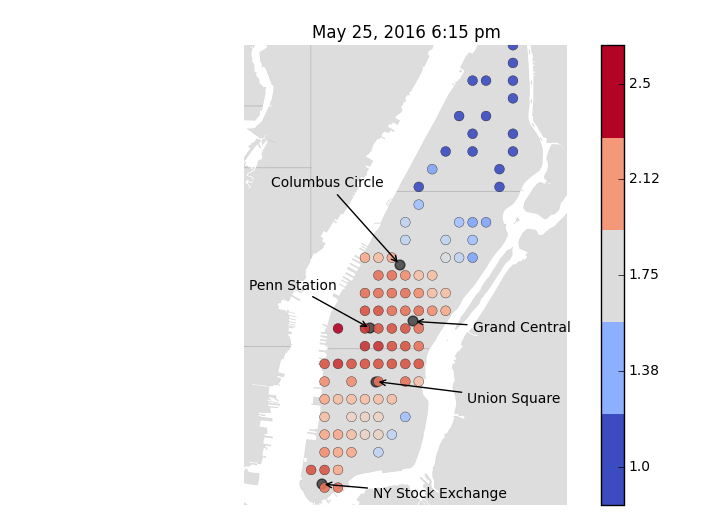 May 25, 2016 6:15 pm
2.5
Columbus Circle
2.12
Penn Station
1.75
Grand Central
1.38
Union Square
1.0
NY Stock Exchange